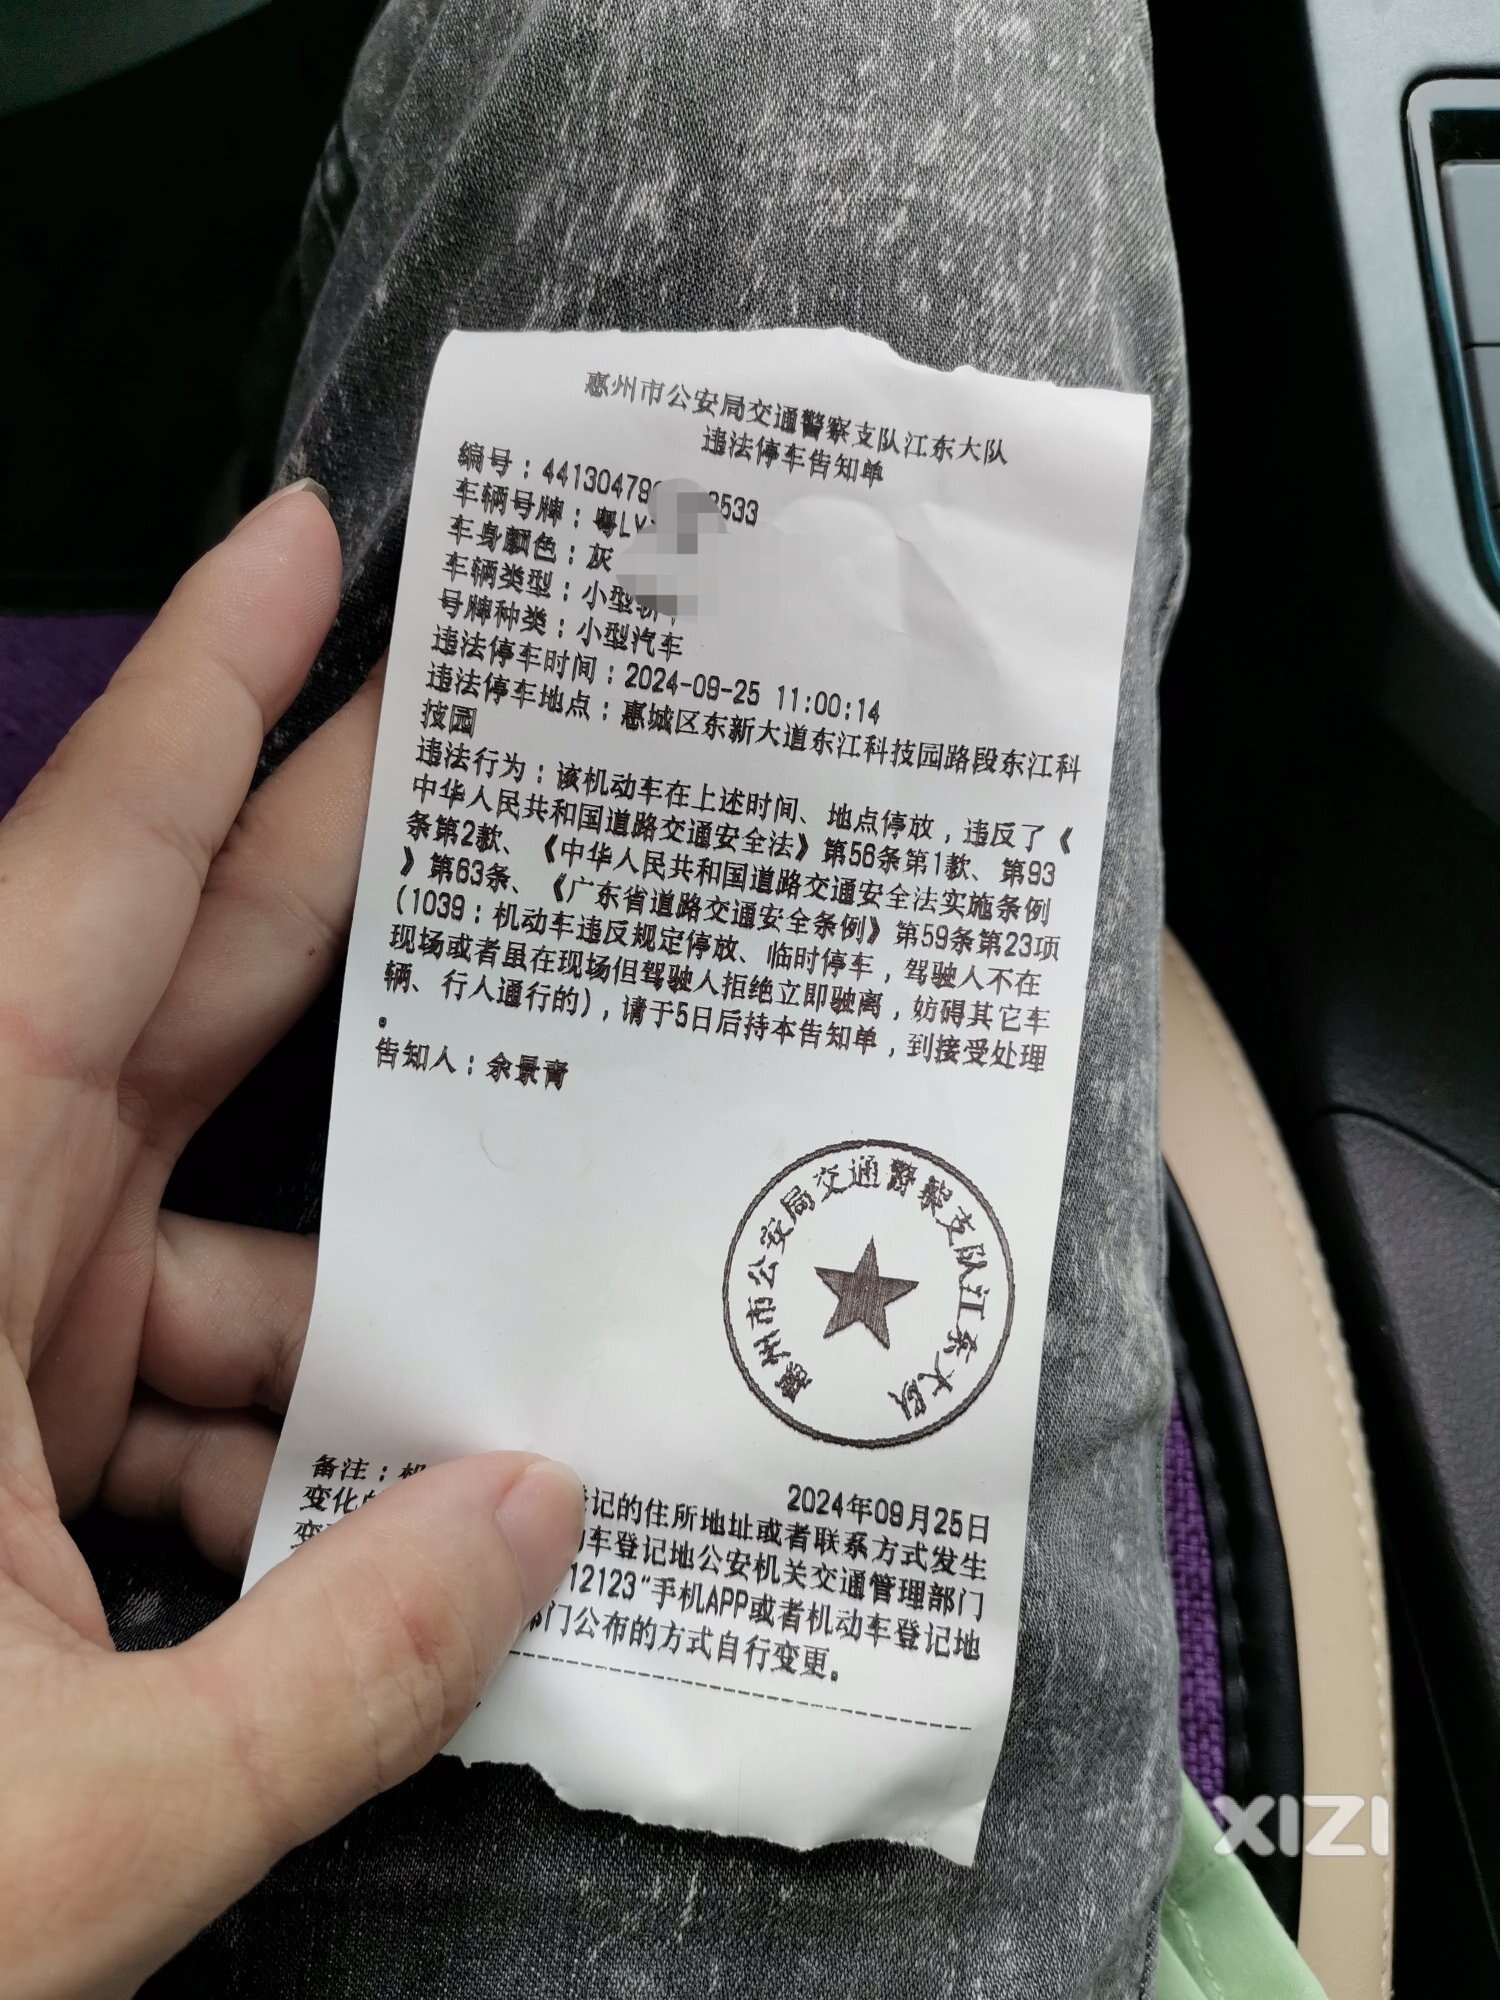 惠州市公安局交通警察支队江东大队
违法停车告知单
编号：44130479 2533
车辆号牌：粤LY
车身颜色：灰
车辆类型：小型轿车
号牌种类：小型汽车
违法停车时间：2024-09-25 11:00:14
违法停车地点：惠城区东新大道东江科技园路段东江科
技园
违法行为：该机动车在上述时间、地点停放，违反了《
中华人民共和国道路交通安全法》第56条第1款、第93
条第2款、《中华人民共和国道路交通安全法实施条例
》第63条、《广东省道路交通安全条例》第59条第23项
(1039：机动车违反规定停放、临时停车，驾驶人不在
现场或者虽在现场但驾驶人拒绝立即驶离，妨碍其它车
辆、行人通行的)，请于5日后持本告知单，到接受处理
。
告知人：余景青
惠州市公安局交通警察支队江东大队
2024年09月25日
备注：机 登记的住所地址或者联系方式发生
变化 动车登记地公安机关交通管理部门
变 12123"手机APP或者机动车登记地
部门公布的方式自行变更。
XIZI